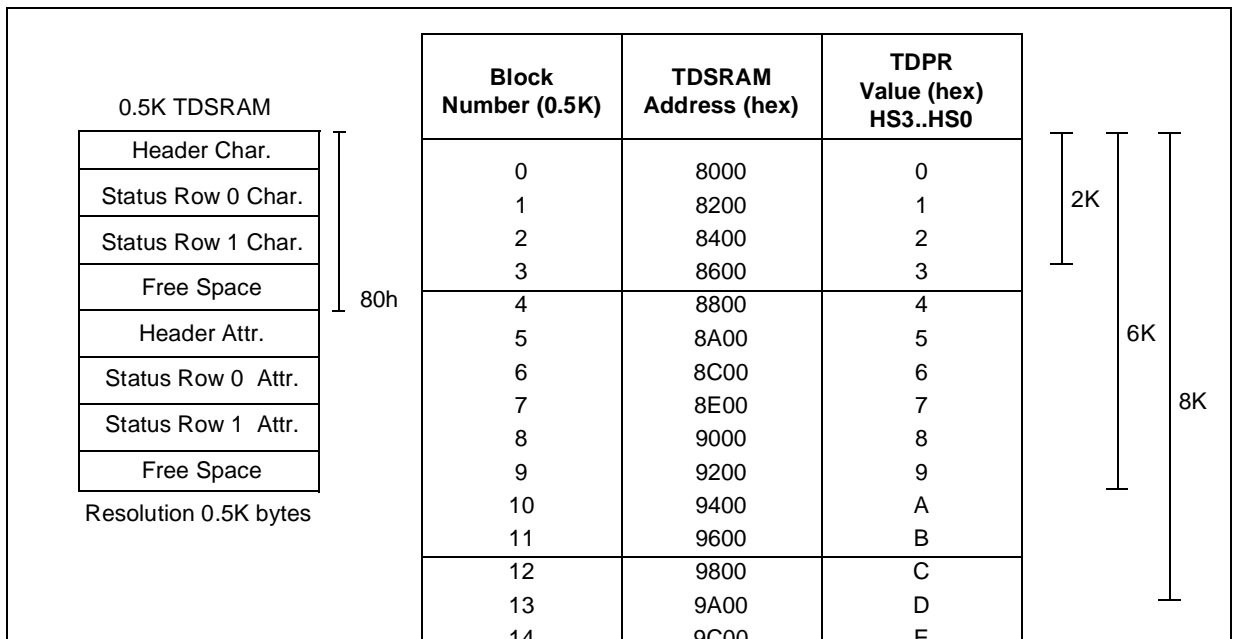 0.5K TDSRAM
Header Char.
Status Row 0 Char.
Status Row 1 Char.
Free Space
Header Attr.
Status Row 0 Attr.
Status Row 1 Attr.
Free Space
Resolution 0.5K bytes
80h
Block Number (0.5K) TDSRAM Address (hex) TDPR Value (hex) HS3..HS0
0 8000 0
1 8200 1
2 8400 2
3 8600 3
4 8800 4
5 8A00 5
6 8C00 6
7 8E00 7
8 9000 8
9 9200 9
10 9400 A
11 9600 B
12 9800 C
13 9A00 D
14 9C00 E
2K
6K
8K